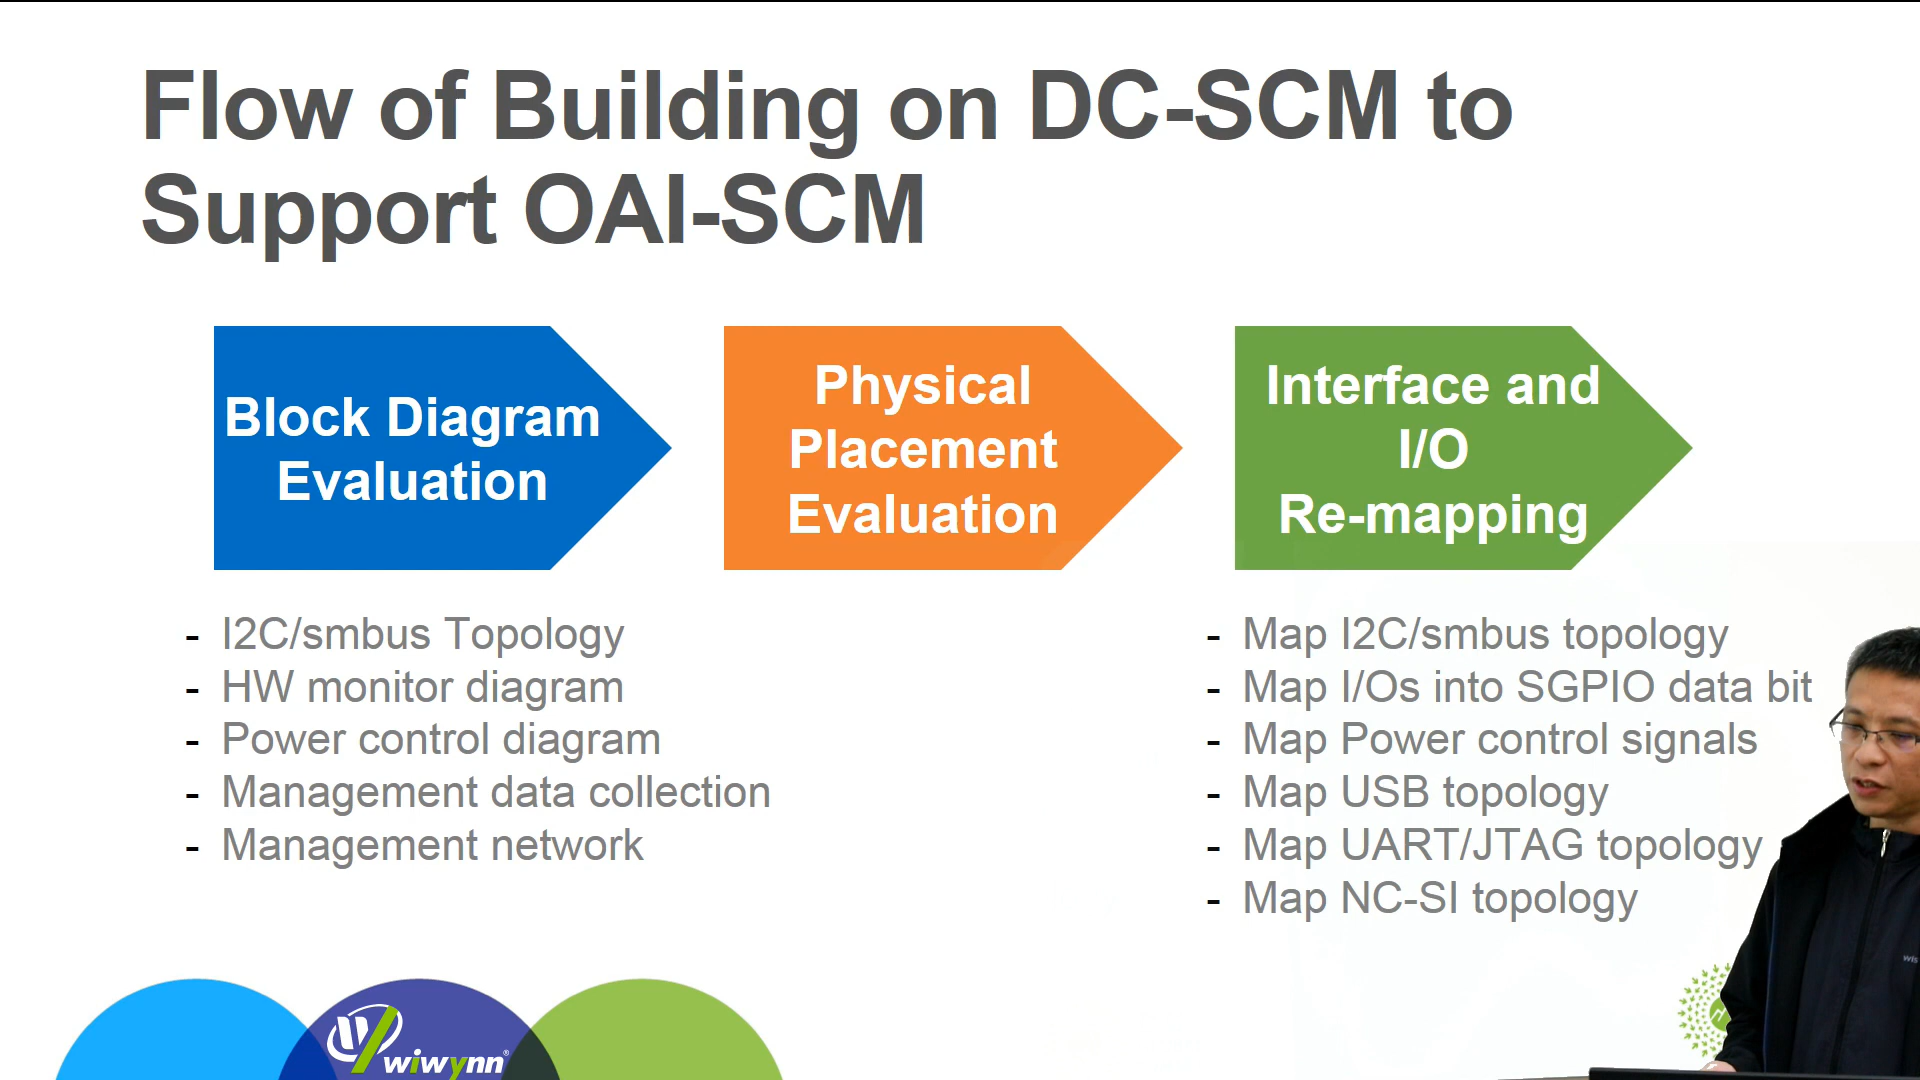 Flow of Building on DC-SCM to
Support OAI-SCM
Block Diagram
Evaluation
Physical
Placement
Evaluation
Interface and
I/O
Re-mapping
- I2C/smbus Topology
- HW monitor diagram
- Power control diagram
- Management data collection
- Management network
- Map I2C/smbus topology
- Map I/Os into SGPIO data bit
- Map Power control signals
- Map USB topology
- Map UART/JTAG topology
- Map NC-SI topology
wiwynn®